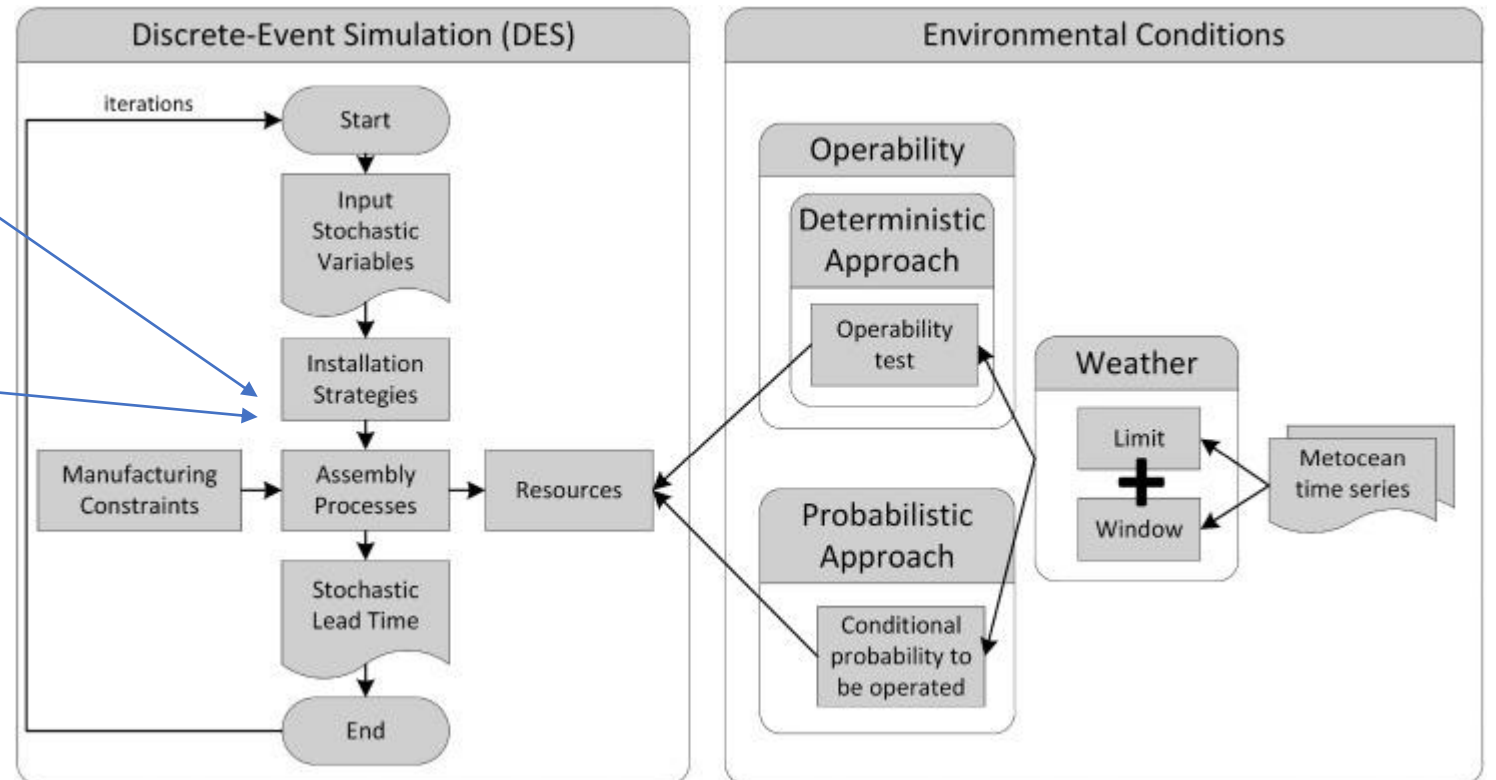 Discrete-Event Simulation (DES)
iterations
Start
Input
Stochastic
Variables
Installation
Strategies
Manufacturing
Constraints
Assembly
Processes
Resources
Stochastic
Lead Time
End
Environmental Conditions
Operability
Deterministic
Approach
Operability
test
Probabilistic
Approach
Conditional
probability to
be operated
Weather
Limit
Window
Metocean
time series